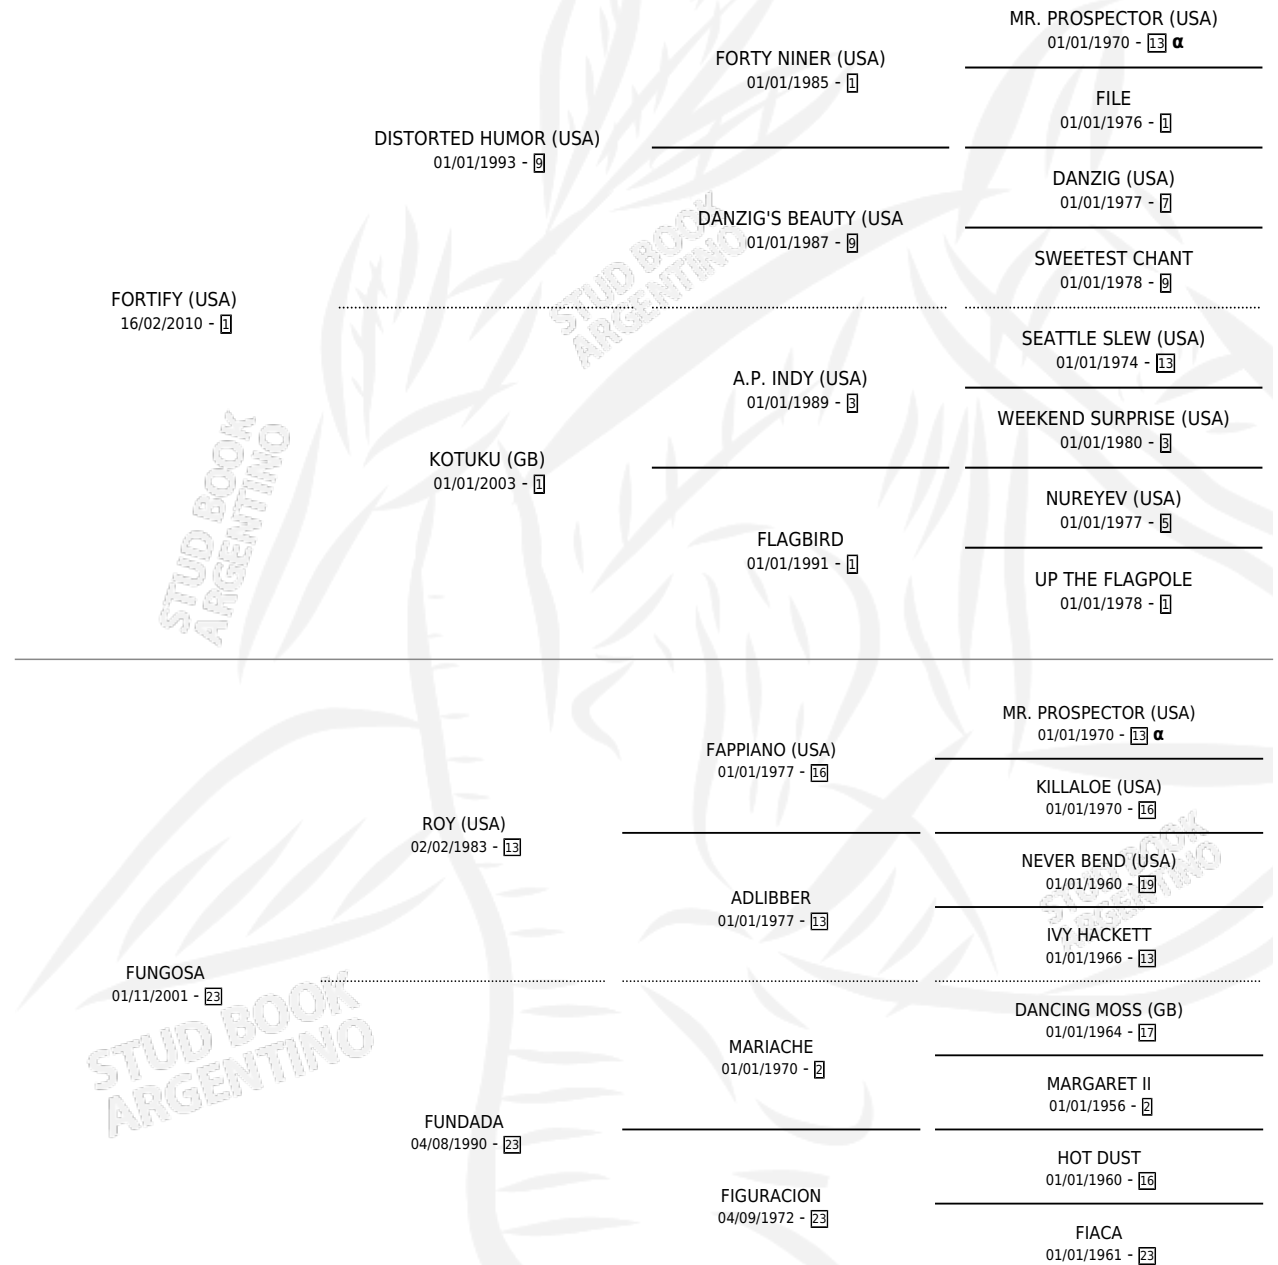 MR. PROSPECTOR (USA)
01/01/1970 - 13 α
FORTY NINER (USA)
01/01/1985 - 1
FILE
01/01/1976 - 1
DISTORTED HUMOR (USA)
01/01/1993 - 9
DANZIG (USA)
01/01/1977 - 7
DANZIG'S BEAUTY (USA
01/01/1987 - 9
SWEETEST CHANT
01/01/1978 - 9
FORTIFY (USA)
16/02/2010 - 1
SEATTLE SLEW (USA)
01/01/1974 - 13
A.P. INDY (USA)
01/01/1989 - 3
WEEKEND SURPRISE (USA)
01/01/1980 - 3
KOTUKU (GB)
01/01/2003 - 1
NUREYEV (USA)
01/01/1977 - 5
FLAGBIRD
01/01/1991 - 1
UP THE FLAGPOLE
01/01/1978 - 1
MR. PROSPECTOR (USA)
01/01/1970 - 13 α
FAPPIANO (USA)
01/01/1977 - 16
KILLALOE (USA)
01/01/1970 - 16
ROY (USA)
02/02/1983 - 13
NEVER BEND (USA)
01/01/1960 - 19
ADLIBBER
01/01/1977 - 13
IVY HACKETT
01/01/1966 - 13
FUNGOSA
01/11/2001 - 23
DANCING MOSS (GB)
01/01/1964 - 17
MARIACHE
01/01/1970 - 2
MARGARET II
01/01/1956 - 2
FUNDADA
04/08/1990 - 23
HOT DUST
01/01/1960 - 16
FIGURACION
04/09/1972 - 23
FIACA
01/01/1961 - 23
STUD BOOK
ARGENTINO
STUD BOOK
ARGENTINO
STUD BOOK
ARGENTINO
STUD BOOK
ARGENTINO